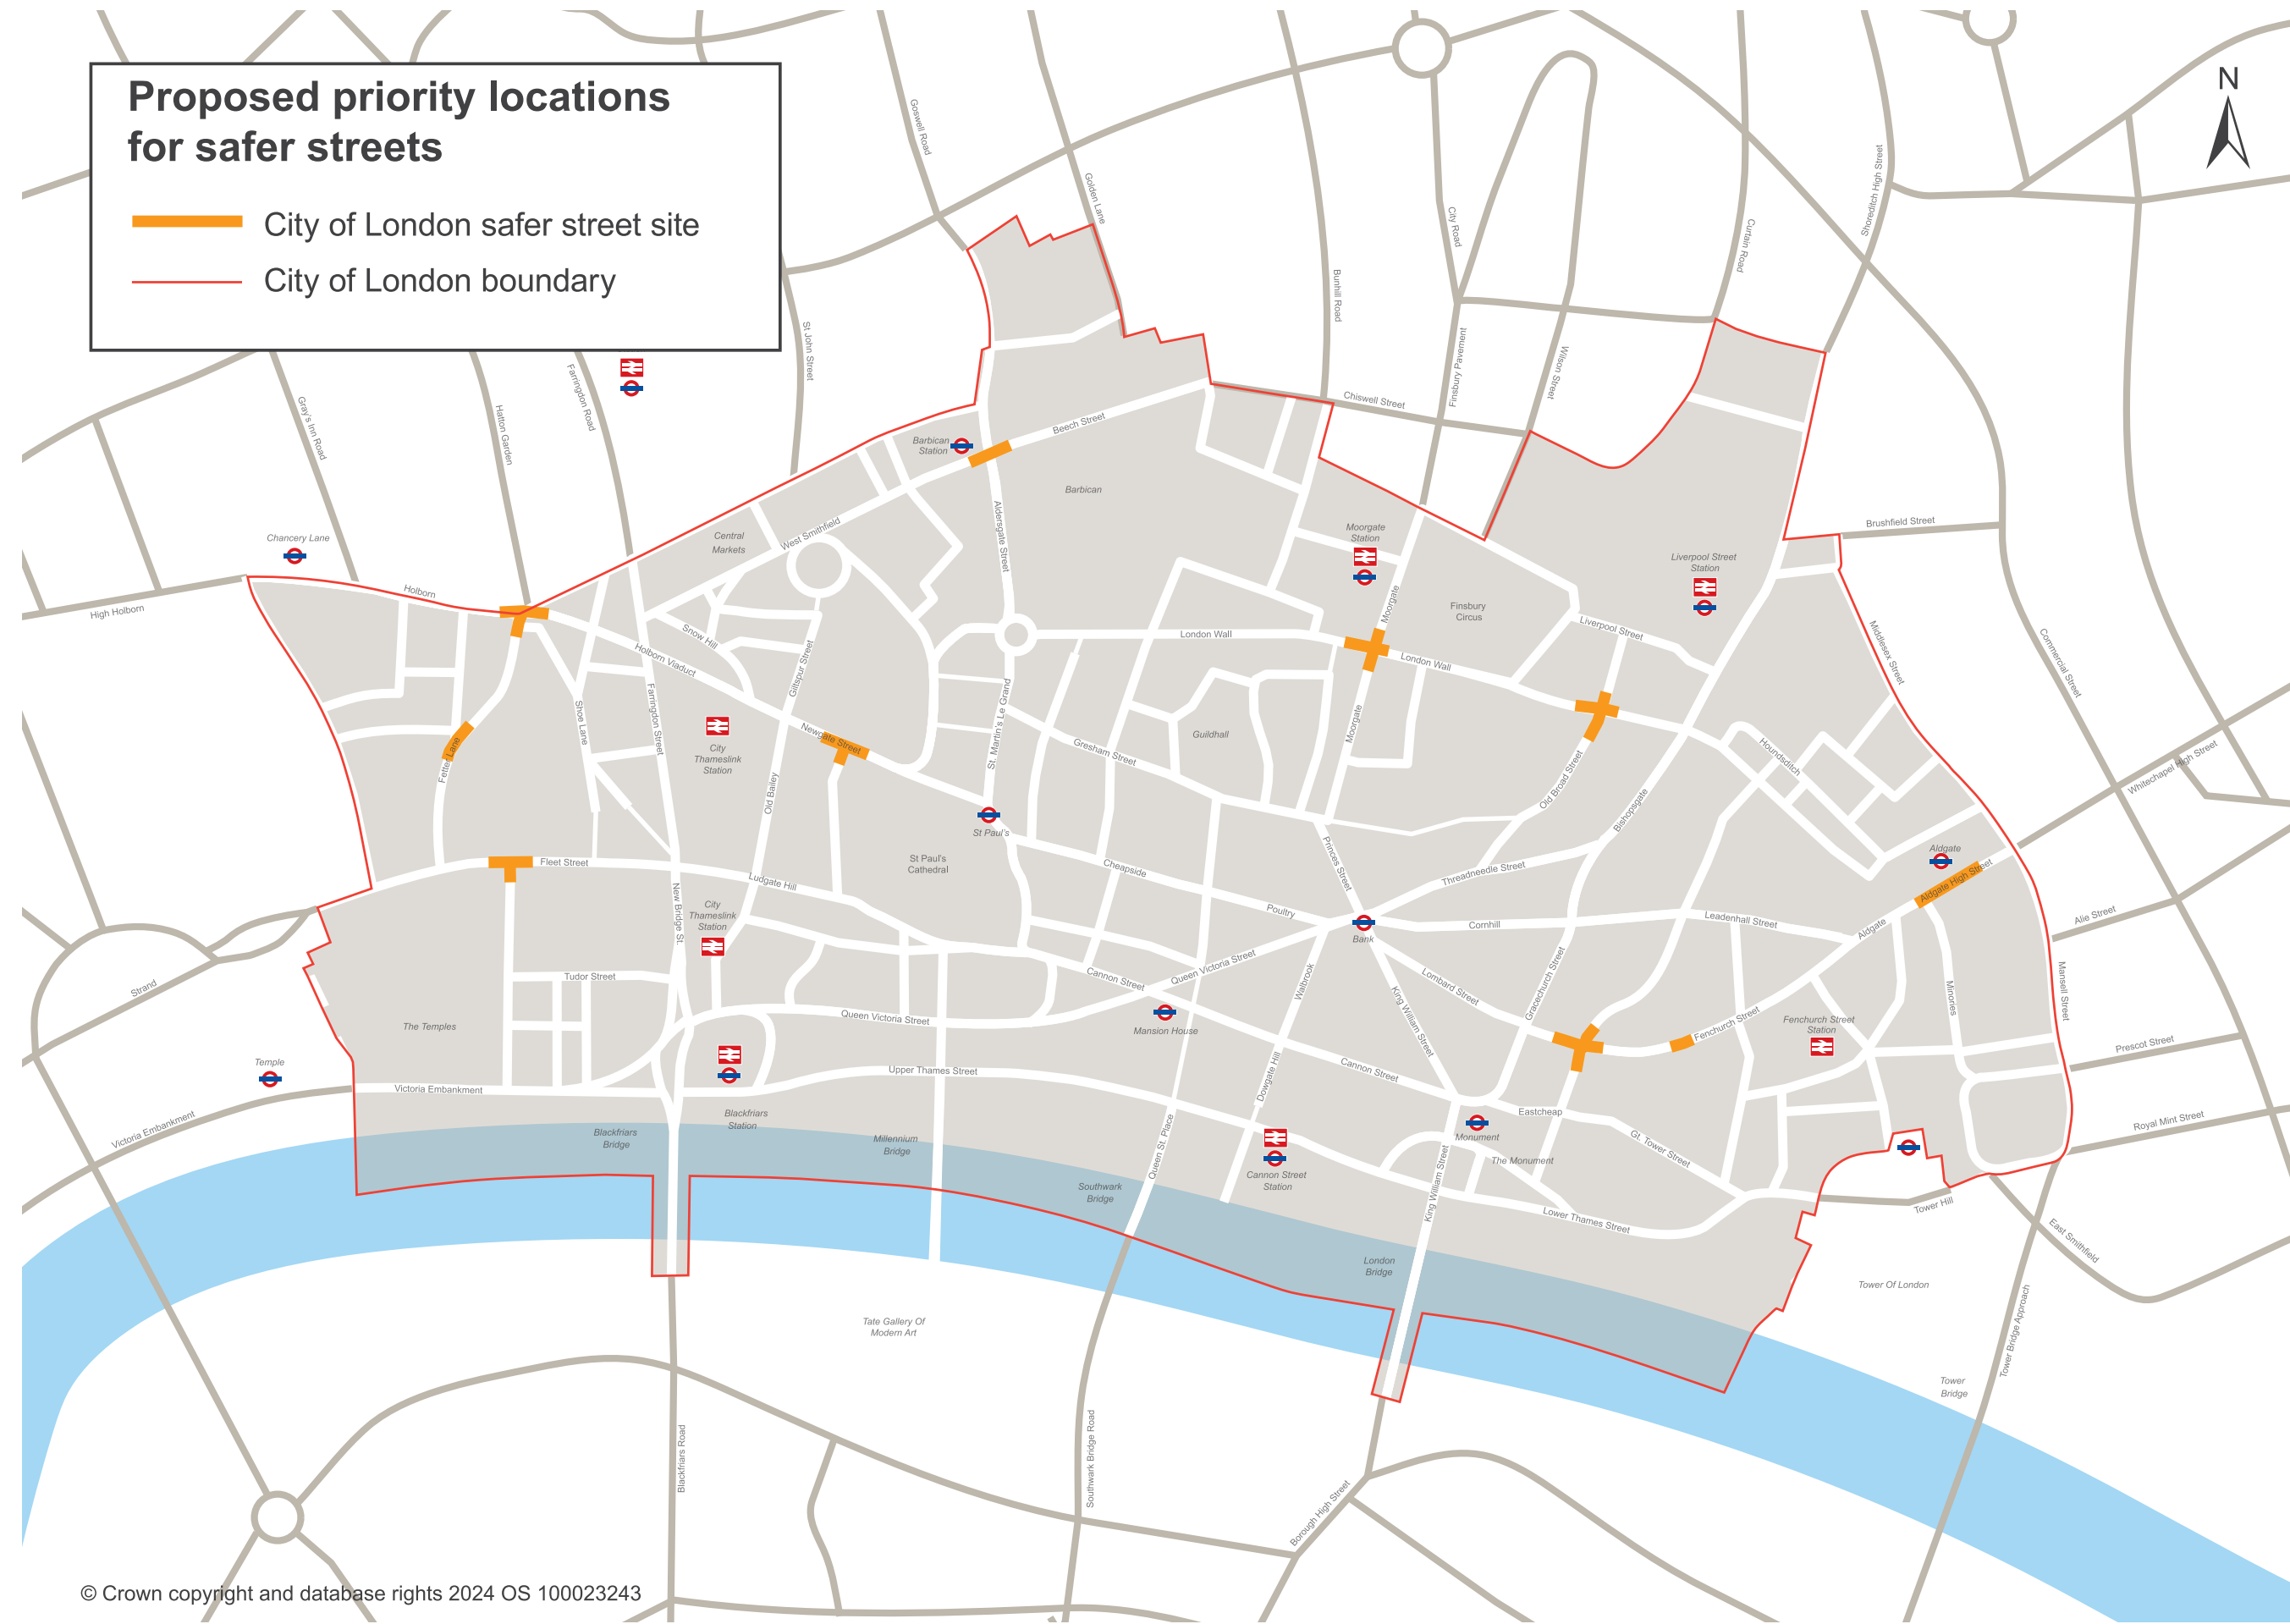 Proposed priority locations
for safer streets
City of London safer street site
City of London boundary
N
Goswell Road
Golden Lane
Bunhill Road
City Road
Finsbury Pavement
Wilson Street
Curtain Road
Shoreditch High Street
St John Street
Gray's Inn Road
Hatton Garden
Farringdon Road
Chiswell Street
Beech Street
Barbican
Station
Barbican
Aldersgate Street
Central
Markets
West Smithfield
Moorgate
Station
Liverpool Street
Station
Brushfield Street
Chancery Lane
High Holborn
Holborn
Snow Hill
Holborn Viaduct
Giltspur Street
London Wall
Moorgate
Finsbury
Circus
London Wall
Liverpool Street
Middlesex Street
Commercial Street
Shoe Lane
Farringdon Street
City
Thameslink
Station
Newgate Street
Old Bailey
St. Martin's Le Grand
Gresham Street
Guildhall
Moorgate
Old Broad Street
Bishopsgate
Houndsditch
Whitechapel High Street
Fetter Lane
St Paul's
Fleet Street
Ludgate Hill
St Paul's
Cathedral
Cheapside
Princes Street
Threadneedle Street
Aldgate
Aldgate High Street
New Bridge St.
City
Thameslink
Station
Poultry
Bank
Cornhill
Leadenhall Street
Aldgate
Alie Street
Strand
Tudor Street
Cannon Street
Queen Victoria Street
Walbrook
Lombard Street
King William Street
Gracechurch Street
Fenchurch Street
Fenchurch Street
Station
Minories
Mansell Street
The Temples
Queen Victoria Street
Mansion House
Prescot Street
Temple
Victoria Embankment
Victoria Embankment
Upper Thames Street
Dowgate Hill
Cannon Street
Eastcheap
Royal Mint Street
Blackfriars
Station
Blackfriars
Bridge
Millennium
Bridge
Queen St. Place
Southwark
Bridge
Cannon Street
Station
King William Street
Monument
The Monument
Gt. Tower Street
Lower Thames Street
Tower Hill
East Smithfield
London
Bridge
Tower Of London
Tower Bridge Approach
Tate Gallery Of
Modern Art
Tower
Bridge
Blackfriars Road
Southwark Bridge Road
Borough High Street
© Crown copyright and database rights 2024 OS 100023243